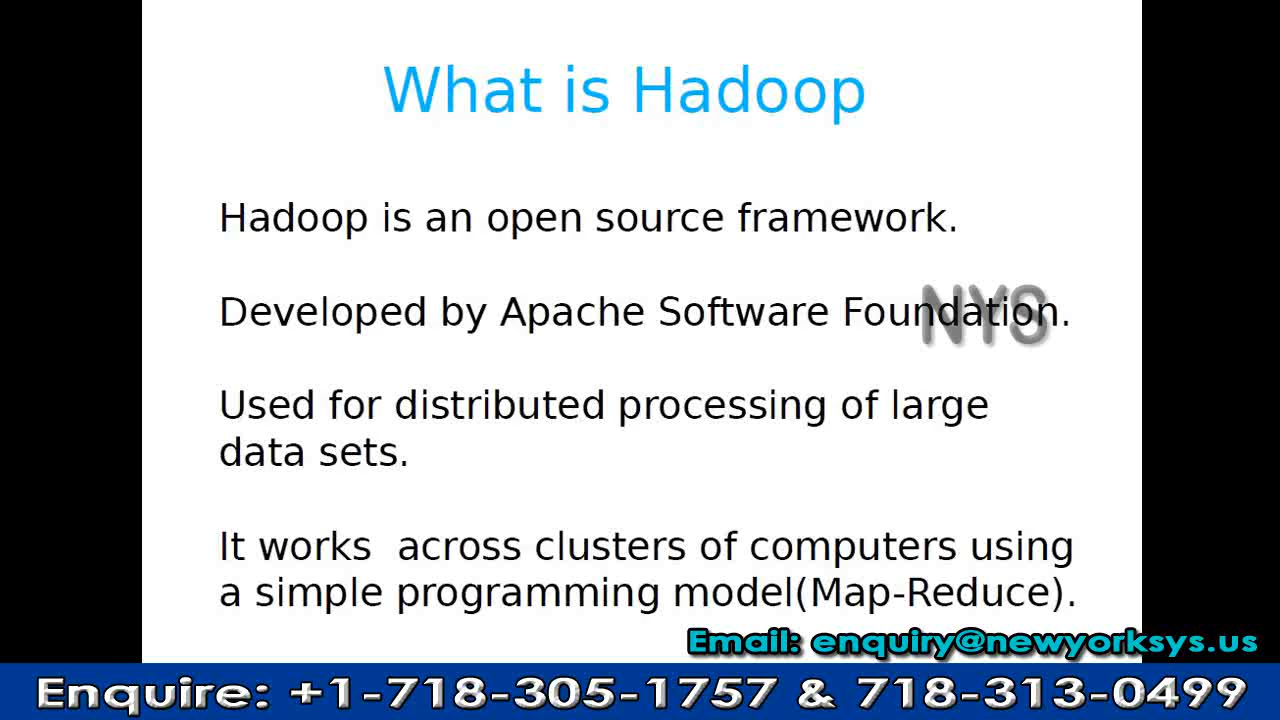 What is Hadoop
Hadoop is an open source framework.
Developed by Apache Software Foundation.
NYS
Used for distributed processing of large
data sets.
It works  across clusters of computers using
a simple programming model(Map-Reduce).
Email: enquiry@newyorksys.us
Enquire: +1-718-305-1757 & 718-313-0499